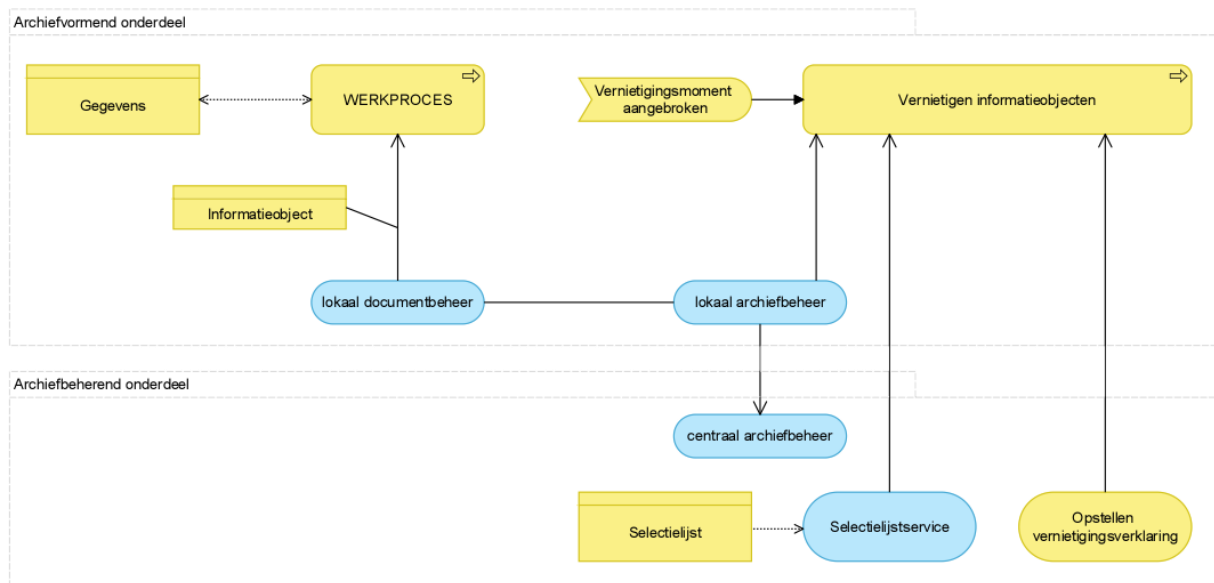 Archiefvormend onderdeel
Gegevens
WERKPROCES
Vernietigingsmoment
aangebroken
Vernietigen informatieobjecten
Informatieobject
lokaal documentbeheer
lokaal archiefbeheer
Archiefbeherend onderdeel
centraal archiefbeheer
Selectielijst
Selectielijstservice
Opstellen
vernietigingsverklaring